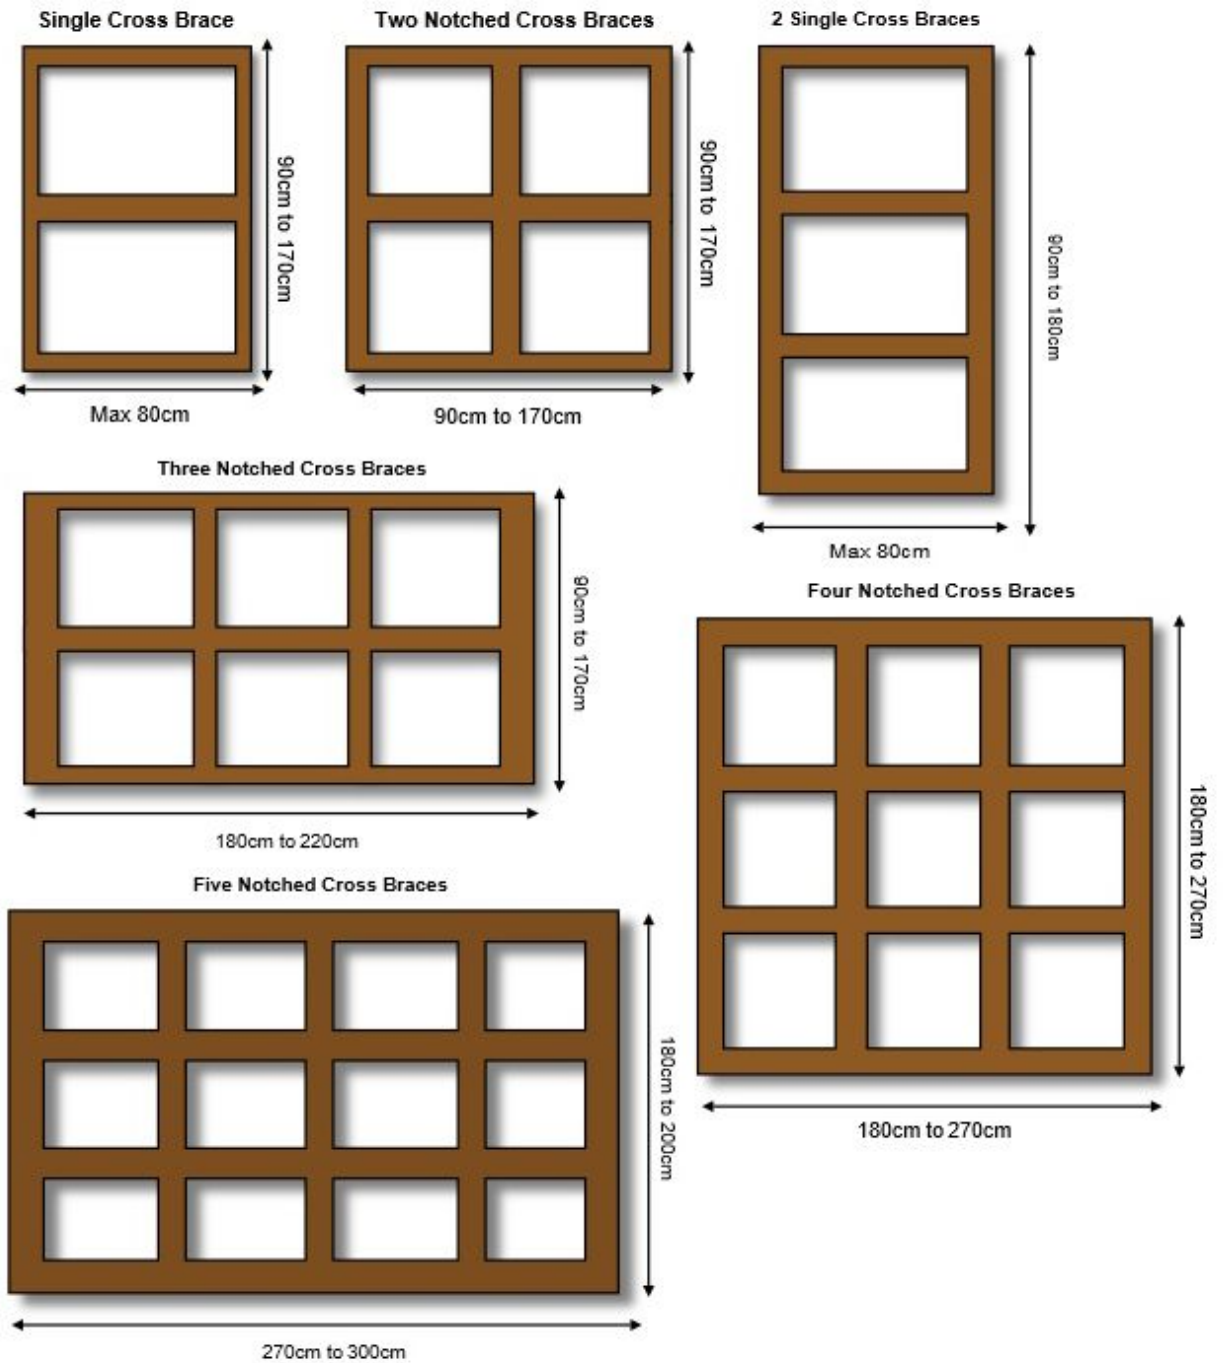 Single Cross Brace
90cm to 170cm
Max 80cm
Two Notched Cross Braces
90cm to 170cm
90cm to 170cm
2 Single Cross Braces
90cm to 180cm
Max 80cm
Three Notched Cross Braces
90cm to 170cm
180cm to 220cm
Four Notched Cross Braces
180cm to 270cm
180cm to 270cm
Five Notched Cross Braces
180cm to 200cm
270cm to 300cm